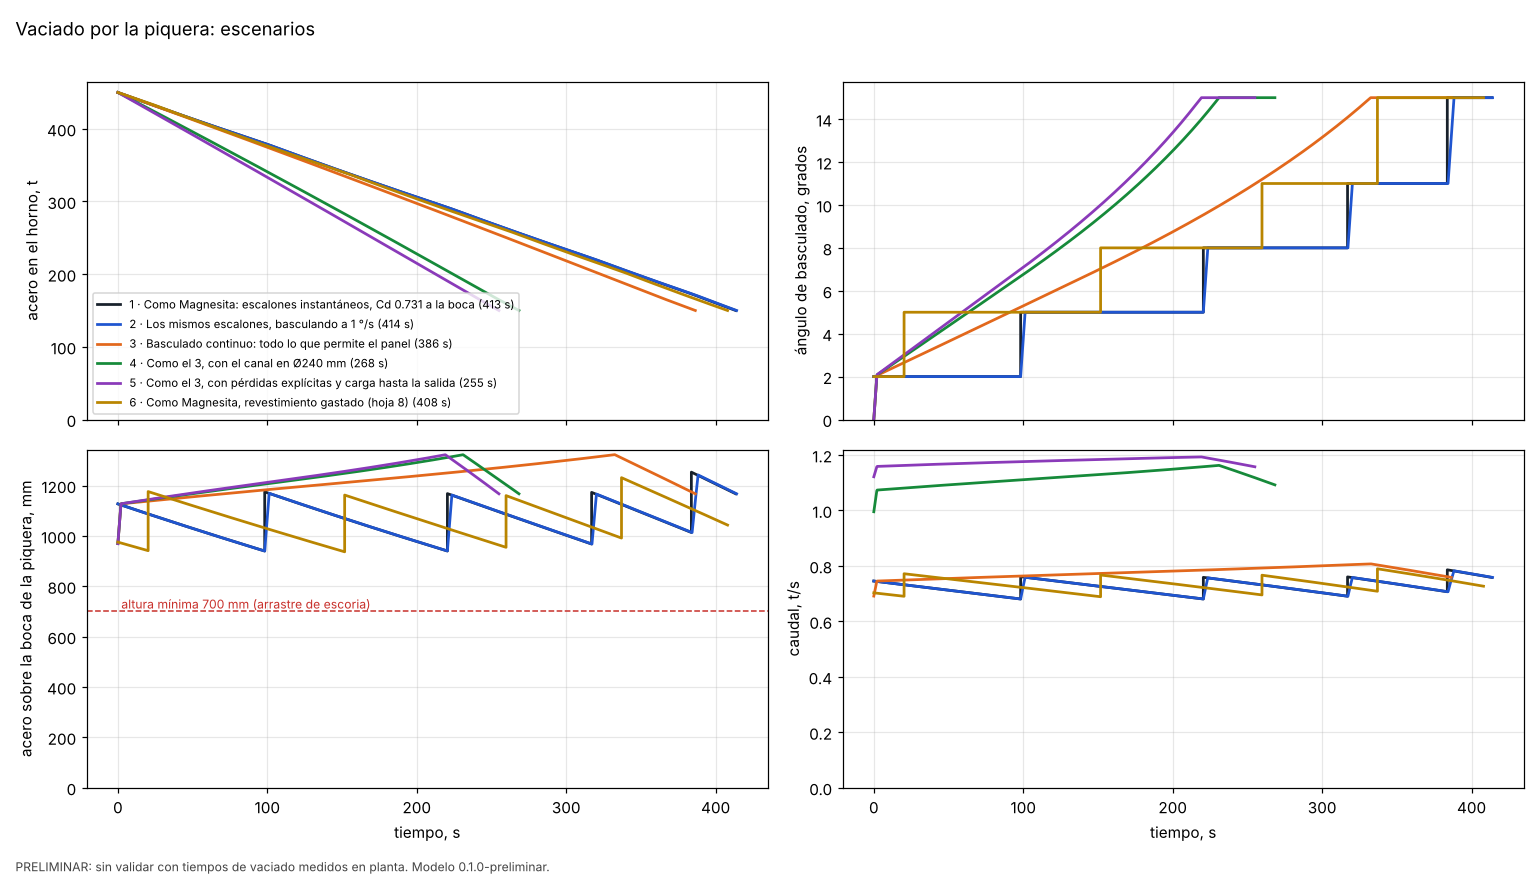 Vaciado por la piquera: escenarios
acero en el horno, t
400
300
200
100
0
1 · Como Magnesita: escalones instantáneos, Cd 0.731 a la boca (413 s)
2 · Los mismos escalones, basculando a 1 °/s (414 s)
3 · Basculado continuo: todo lo que permite el panel (386 s)
4 · Como el 3, con el canal en Ø240 mm (268 s)
5 · Como el 3, con pérdidas explícitas y carga hasta la salida (255 s)
6 · Como Magnesita, revestimiento gastado (hoja 8) (408 s)
ángulo de basculado, grados
14
12
10
8
6
4
2
0
acero sobre la boca de la piquera, mm
1200
1000
800
600
400
200
0
altura mínima 700 mm (arrastre de escoria)
0 100 200 300 400
tiempo, s
caudal, t/s
1.2
1.0
0.8
0.6
0.4
0.2
0.0
0 100 200 300 400
tiempo, s
PRELIMINAR: sin validar con tiempos de vaciado medidos en planta. Modelo 0.1.0-preliminar.